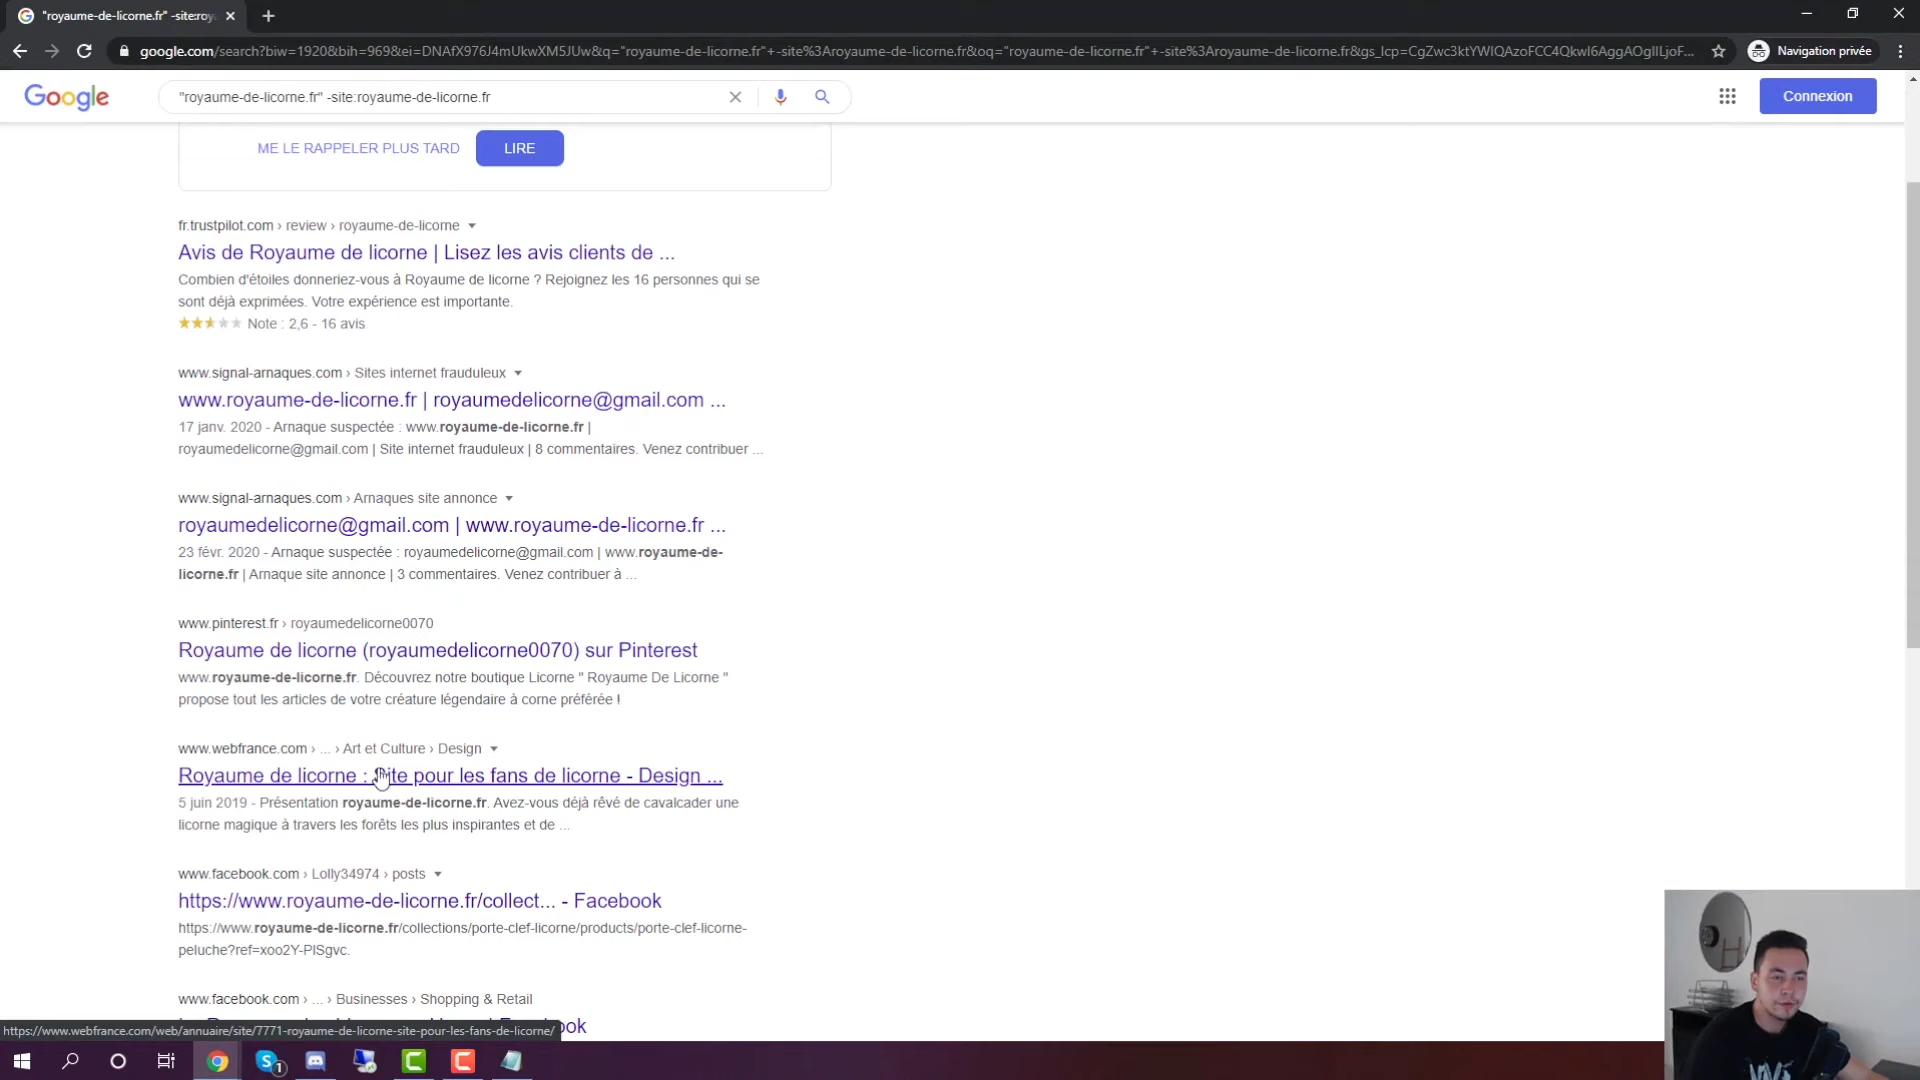 "royaume-de-licorne.fr" -site:roy
google.com/search?biw=1920&bih=969&ei=DNAfX976J4mUkwXM5JUw&q="royaume-de-licorne.fr"+-site%3Aroyaume-de-licorne.fr&oq="royaume-de-licorne.fr"+-site%3Aroyaume-de-licorne.fr&gs_lcp=CgZwc3ktYWIQAzoFCC4QkwI6AggAOgIILjoF...
Navigation privée
Google
"royaume-de-licorne.fr" -site:royaume-de-licorne.fr
Connexion
ME LE RAPPELER PLUS TARD
LIRE
fr.trustpilot.com › review › royaume-de-licorne
Avis de Royaume de licorne | Lisez les avis clients de ...
Combien d'étoiles donneriez-vous à Royaume de licorne ? Rejoignez les 16 personnes qui se
sont déjà exprimées. Votre expérience est importante.
Note : 2,6 - 16 avis
www.signal-arnaques.com › Sites internet frauduleux
www.royaume-de-licorne.fr | royaumedelicorne@gmail.com ...
17 janv. 2020 - Arnaque suspectée : www.royaume-de-licorne.fr |
royaumedelicorne@gmail.com | Site internet frauduleux | 8 commentaires. Venez contribuer ...
www.signal-arnaques.com › Arnaques site annonce
royaumedelicorne@gmail.com | www.royaume-de-licorne.fr ...
23 févr. 2020 - Arnaque suspectée : royaumedelicorne@gmail.com | www.royaume-de-
licorne.fr | Arnaque site annonce | 3 commentaires. Venez contribuer à ...
www.pinterest.fr › royaumedelicorne0070
Royaume de licorne (royaumedelicorne0070) sur Pinterest
www.royaume-de-licorne.fr. Découvrez notre boutique Licorne " Royaume De Licorne "
propose tout les articles de votre créature légendaire à corne préférée !
www.webfrance.com › ... › Art et Culture › Design
Royaume de licorne : Site pour les fans de licorne - Design ...
5 juin 2019 - Présentation royaume-de-licorne.fr. Avez-vous déjà rêvé de cavalcader une
licorne magique à travers les forêts les plus inspirantes et de ...
www.facebook.com › Lolly34974 › posts
https://www.royaume-de-licorne.fr/collect... - Facebook
https://www.royaume-de-licorne.fr/collections/porte-clef-licorne/products/porte-clef-licorne-
peluche?ref=xoo2Y-PlSgvc.
www.facebook.com › ... › Businesses › Shopping & Retail
https://www.webfrance.com/web/annuaire/site/7771-royaume-de-licorne-site-pour-les-fans-de-licorne/
1